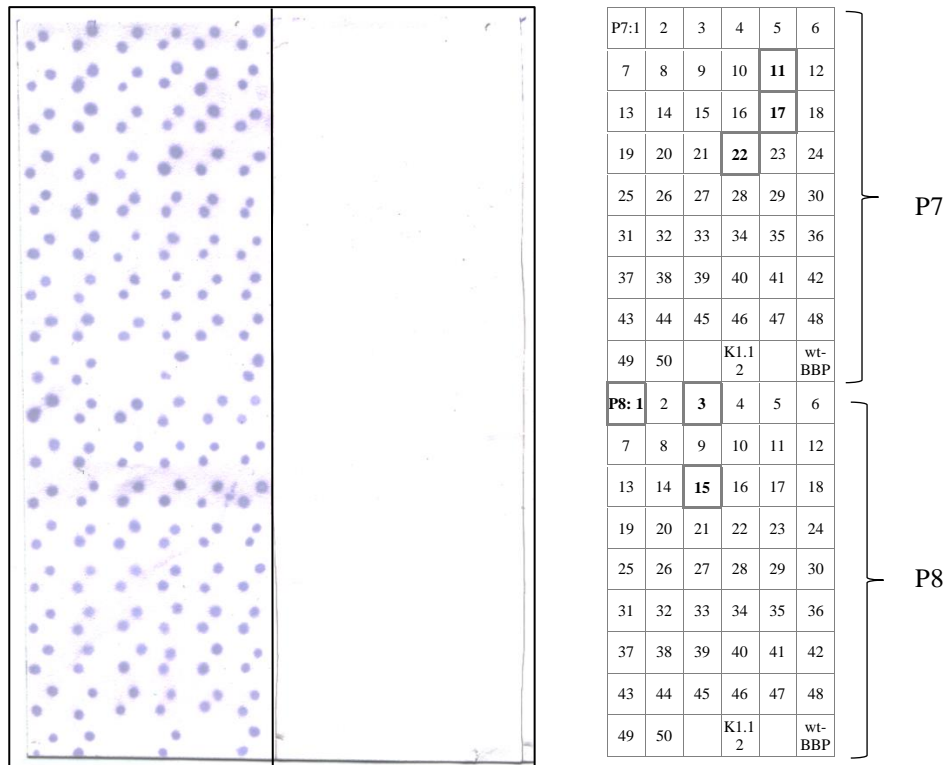 P7:1 2 3 4 5 6
7 8 9 10 11 12
13 14 15 16 17 18
19 20 21 22 23 24
25 26 27 28 29 30
31 32 33 34 35 36
37 38 39 40 41 42
43 44 45 46 47 48
49 50 K1.1 wt-
2 BBP
P7
P8: 1 2 3 4 5 6
7 8 9 10 11 12
13 14 15 16 17 18
19 20 21 22 23 24
25 26 27 28 29 30
31 32 33 34 35 36
37 38 39 40 41 42
43 44 45 46 47 48
49 50 K1.1 wt-
2 BBP
P8